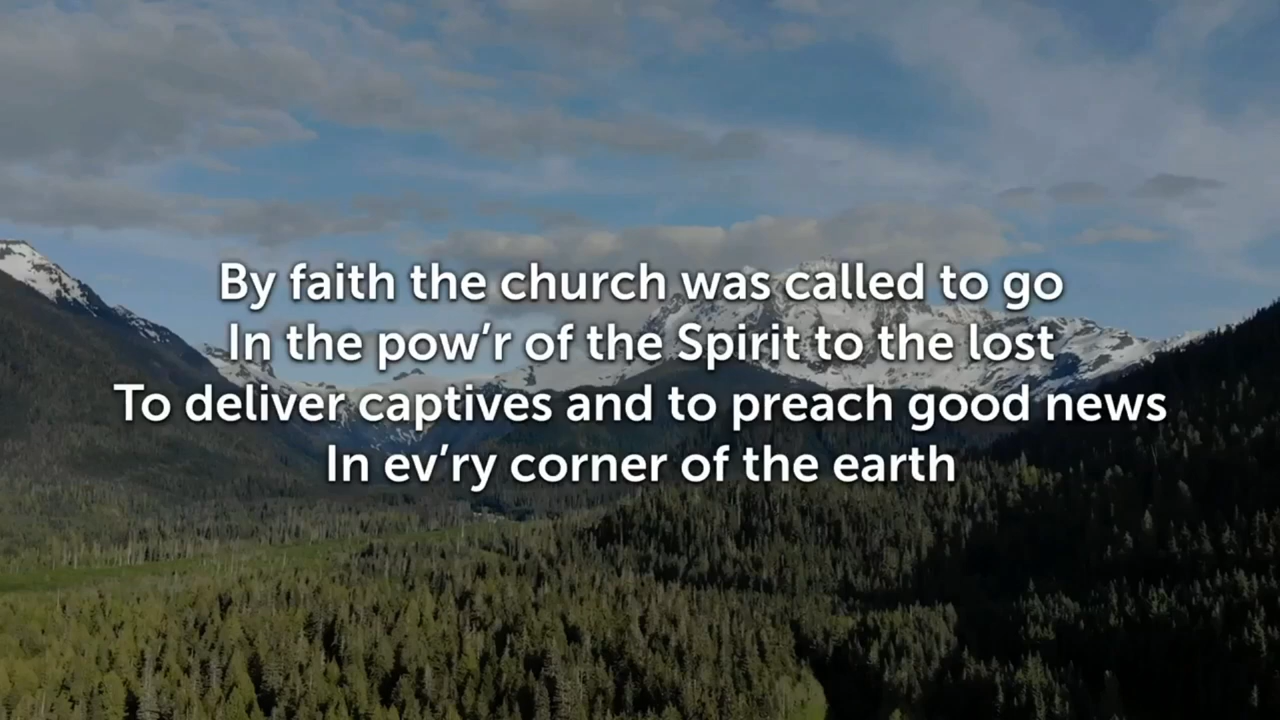 By faith the church was called to go
In the pow’r of the Spirit to the lost
To deliver captives and to preach good news
In ev’ry corner of the earth